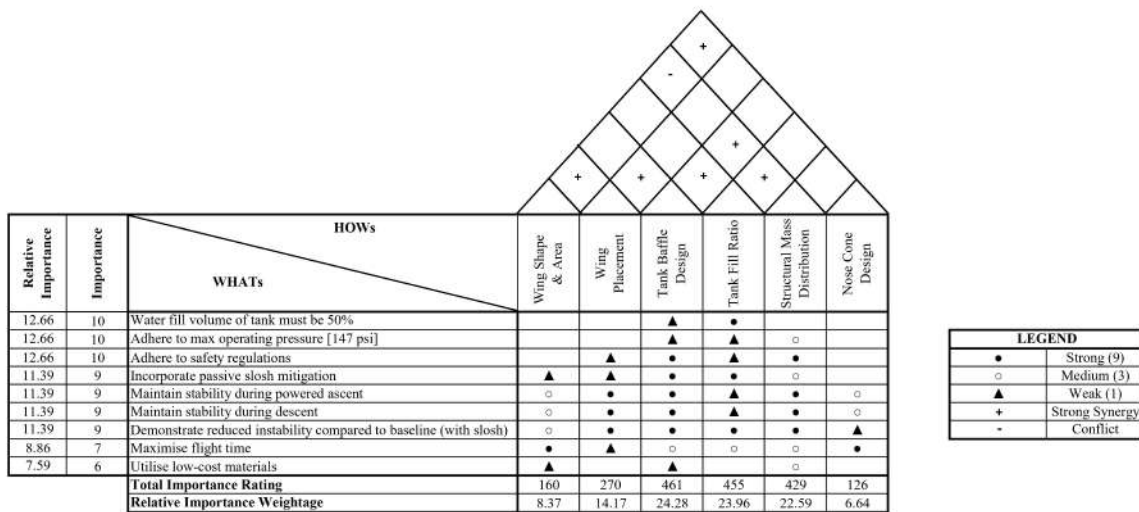 +
-
+
+ + + +
HOWs
WHATs
Relative Importance
Importance
Wing Shape & Area
Wing Placement
Tank Baffle Design
Tank Fill Ratio
Structural Mass Distribution
Nose Cone Design
12.66 10 Water fill volume of tank must be 50% ▲ ●
12.66 10 Adhere to max operating pressure [147 psi] ▲ ▲ ○
12.66 10 Adhere to safety regulations ▲ ● ▲ ●
11.39 9 Incorporate passive slosh mitigation ▲ ▲ ● ● ○
11.39 9 Maintain stability during powered ascent ○ ● ● ▲ ● ○
11.39 9 Maintain stability during descent ○ ● ● ▲ ● ○
11.39 9 Demonstrate reduced instability compared to baseline (with slosh) ○ ● ● ● ● ▲
8.86 7 Maximise flight time ● ▲ ○ ○ ○ ●
7.59 6 Utilise low-cost materials ▲ ▲ ○
Total Importance Rating 160 270 461 455 429 126
Relative Importance Weightage 8.37 14.17 24.28 23.96 22.59 6.64
LEGEND
● Strong (9)
○ Medium (3)
▲ Weak (1)
+ Strong Synergy
- Conflict